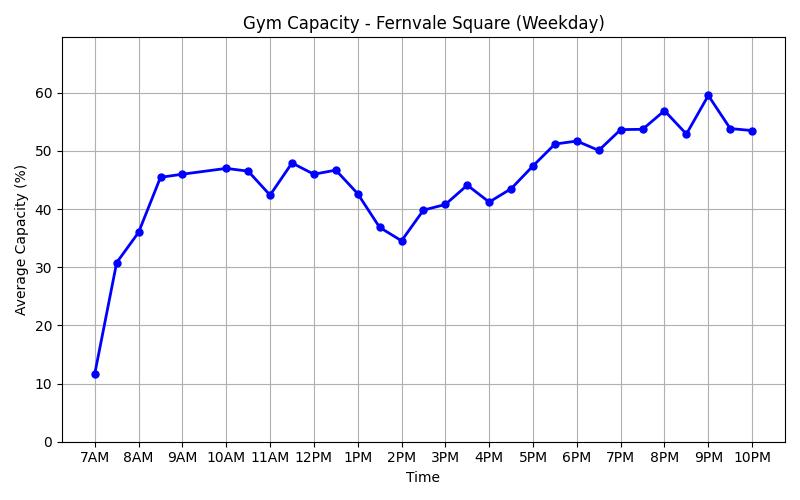 Gym Capacity - Fernvale Square (Weekday)
Average Capacity (%)
60
50
40
30
20
10
0
7AM 8AM 9AM 10AM 11AM 12PM 1PM 2PM 3PM 4PM 5PM 6PM 7PM 8PM 9PM 10PM
Time